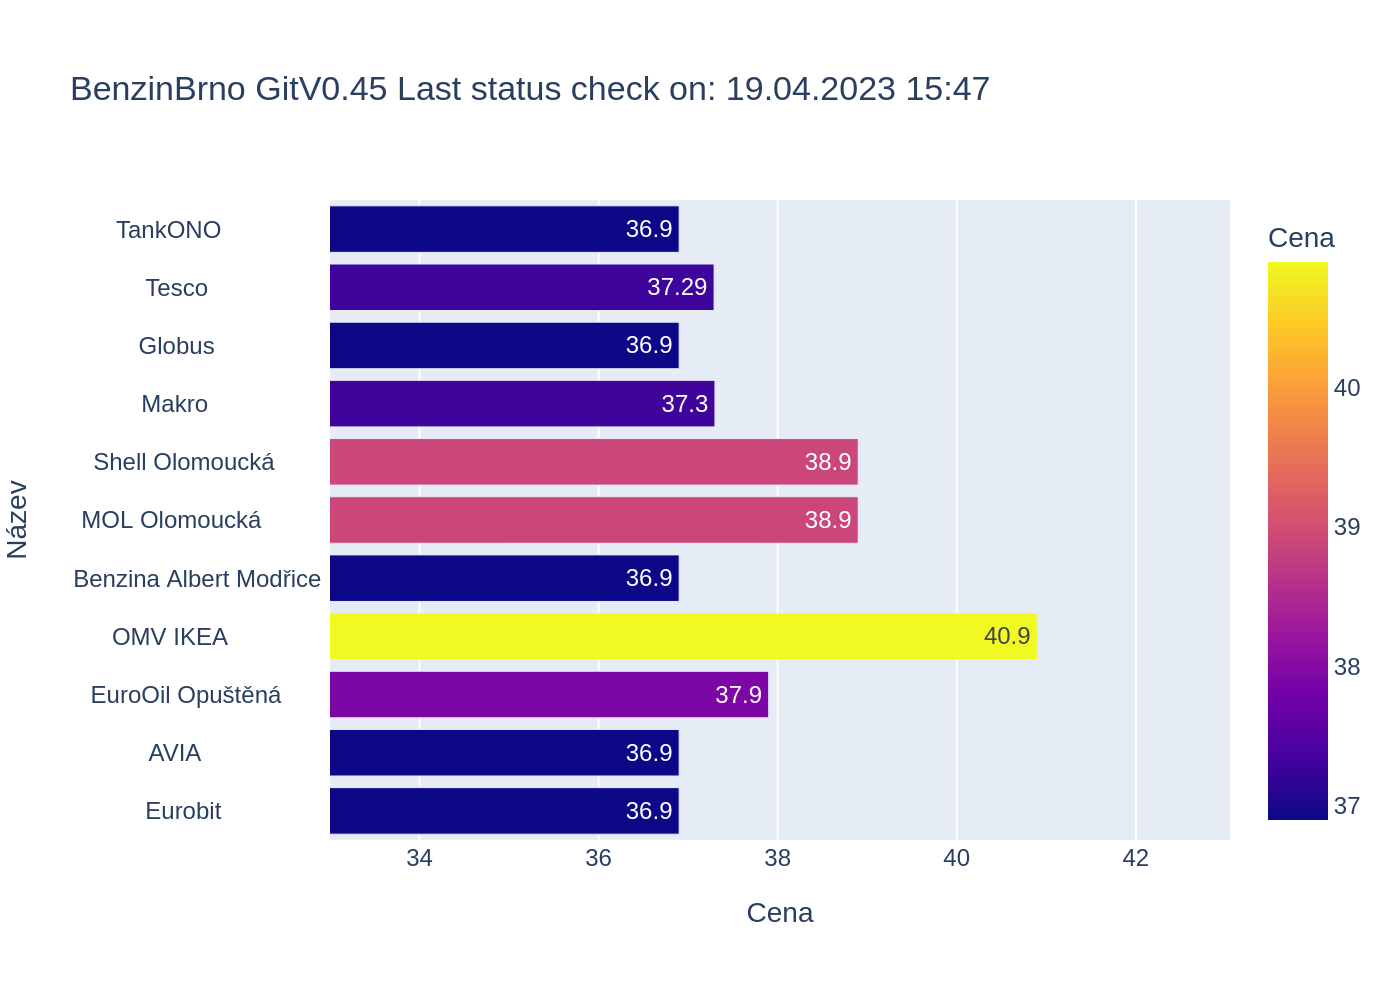 BenzinBrno GitV0.45 Last status check on: 19.04.2023 15:47
Cena
TankONO 36.9
Tesco 37.29
Globus 36.9
Makro 37.3
Shell Olomoucká 38.9
MOL Olomoucká 38.9
Benzina Albert Modřice 36.9
OMV IKEA 40.9
EuroOil Opuštěná 37.9
AVIA 36.9
Eurobit 36.9
Název
34 36 38 40 42
Cena
40
39
38
37